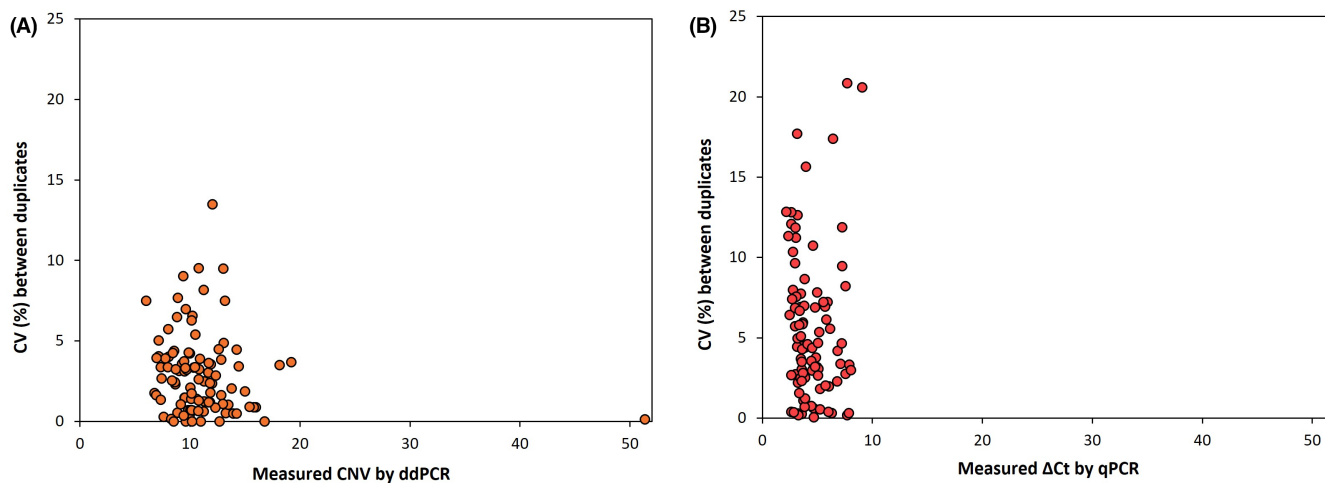 (A)
CV (%) between duplicates
25
20
15
10
5
0
0 10 20 30 40 50
Measured CNV by ddPCR
(B)
CV (%) between duplicates
25
20
15
10
5
0
0 10 20 30 40 50
Measured ΔCt by qPCR